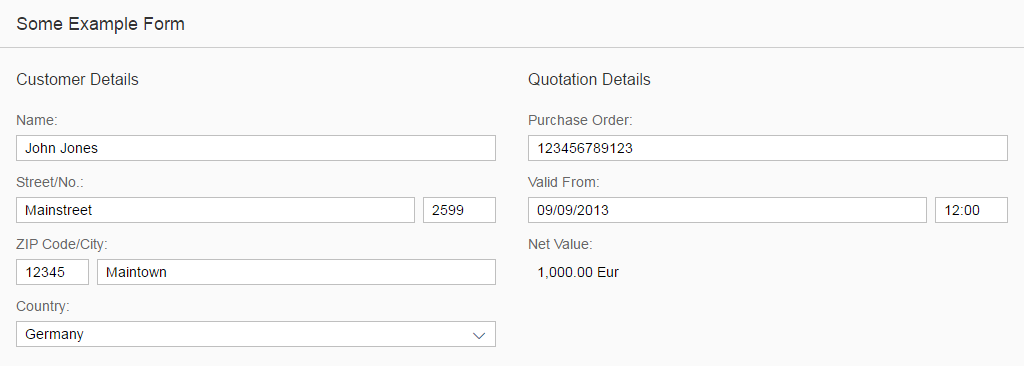 Some Example Form
Customer Details
Name:
John Jones
Street/No.:
Mainstreet 2599
ZIP Code/City:
12345 Maintown
Country:
Germany
Quotation Details
Purchase Order:
123456789123
Valid From:
09/09/2013 12:00
Net Value:
1,000.00 Eur